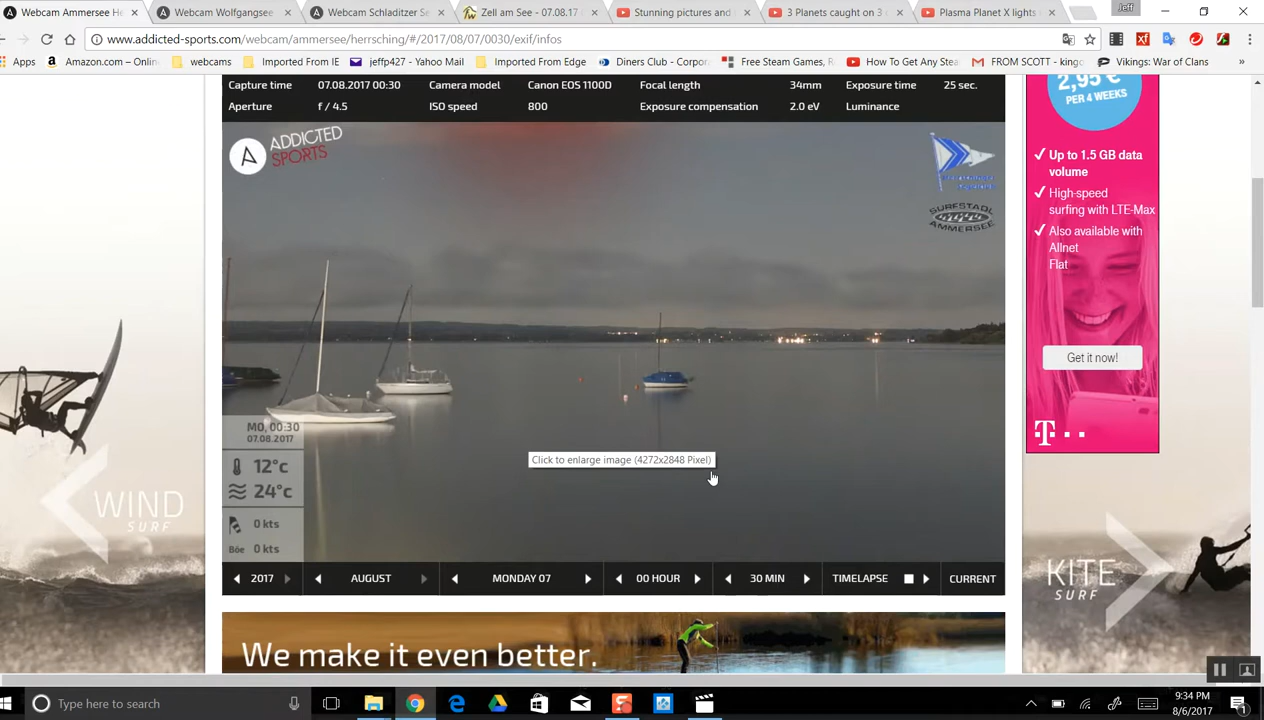 Webcam Ammersee He
Webcam Wolfgangsee
Webcam Schladitzer Se
Zell am See - 07.08.17
Stunning pictures and
3 Planets caught on 3
Plasma Planet X lights
Jeff
www.addicted-sports.com/webcam/ammersee/herrsching/#/2017/08/07/0030/exif/infos
Apps
Amazon.com – Onlin
webcams
Imported From IE
jeffp427 - Yahoo Mail
Imported From Edge
Diners Club - Corpor
Free Steam Games, R
How To Get Any Stea
FROM SCOTT - kingo
Vikings: War of Clans
Capture time 07.08.2017 00:30 Camera model Canon EOS 1100D Focal length 34mm Exposure time 25 sec.
Aperture f / 4.5 ISO speed 800 Exposure compensation 2.0 eV Luminance
ADDICTED
SPORTS
SURFSTADL
AMMERSEE
MO, 00:30
07.08.2017
12°c
24°c
0 kts
Böe 0 kts
Click to enlarge image (4272x2848 Pixel)
2017 AUGUST MONDAY 07 00 HOUR 30 MIN TIMELAPSE CURRENT
We make it even better.
WIND
SURF
KITE
SURF
2,95 €
PER 4 WEEKS
Up to 1.5 GB data
volume
High-speed
surfing with LTE-Max
Also available with
Allnet
Flat
Get it now!
T
Type here to search
9:34 PM
8/6/2017
1